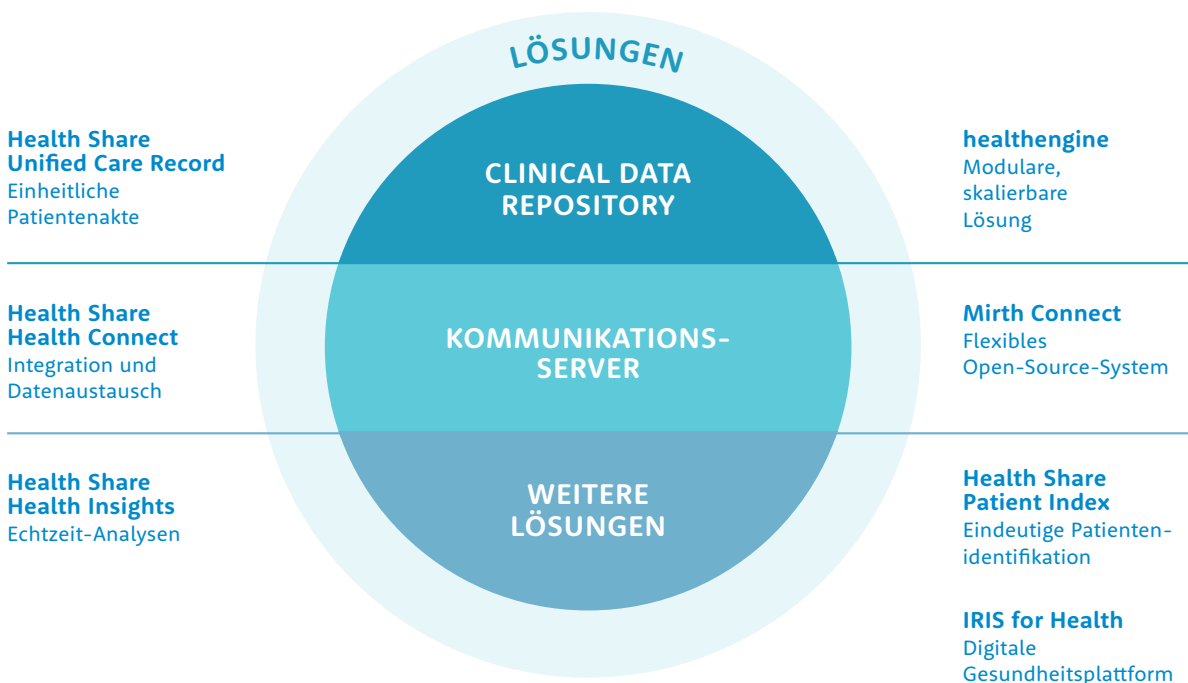 LÖSUNGEN
Health Share
Unified Care Record
Einheitliche
Patientenakte
CLINICAL DATA
REPOSITORY
healthengine
Modulare,
skalierbare
Lösung
Health Share
Health Connect
Integration und
Datenaustausch
KOMMUNIKATIONS-
SERVER
Mirth Connect
Flexibles
Open-Source-System
Health Share
Health Insights
Echtzeit-Analysen
WEITERE
LÖSUNGEN
Health Share
Patient Index
Eindeutige Patienten-
identifikation
IRIS for Health
Digitale
Gesundheitsplattform